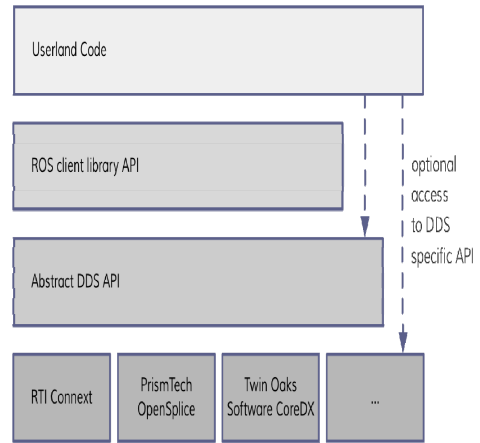 Userland Code
ROS client library API
optional
access
to DDS
specific API
Abstract DDS API
RTI Connext
PrismTech
OpenSplice
Twin Oaks
Software CoreDX
...